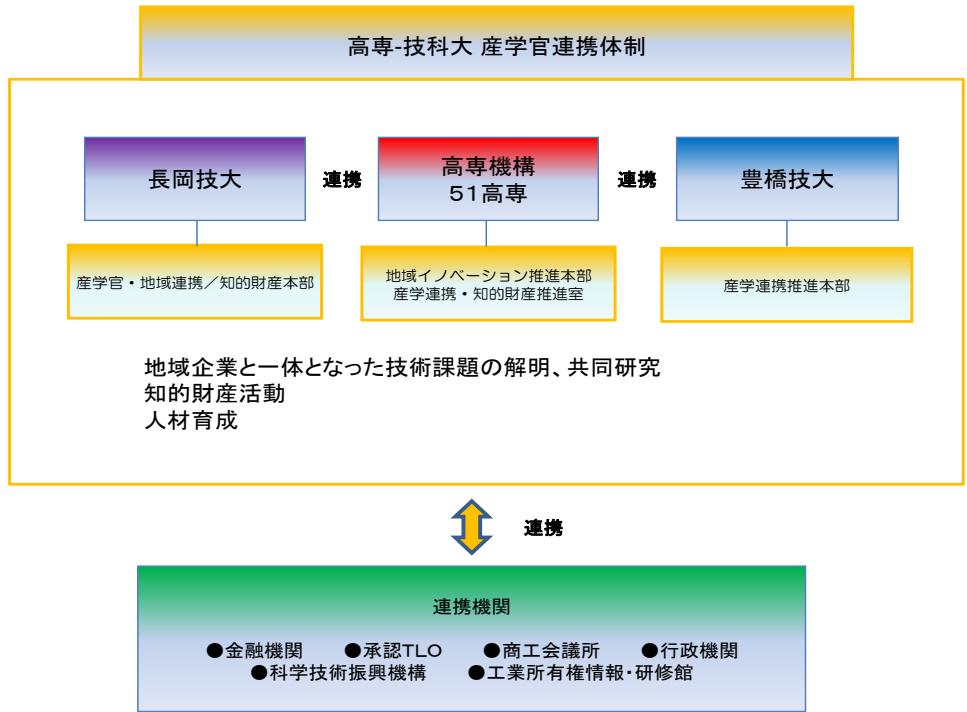 高専-技科大 産学官連携体制
長岡技大
連携
高専機構
51高専
連携
豊橋技大
産学官・地域連携／知的財産本部
地域イノベーション推進本部
産学連携・知的財産推進室
産学連携推進本部
地域企業と一体となった技術課題の解明、共同研究
知的財産活動
人材育成
連携
連携機関
●金融機関 ●承認TLO ●商工会議所 ●行政機関
●科学技術振興機構 ●工業所有権情報・研修館